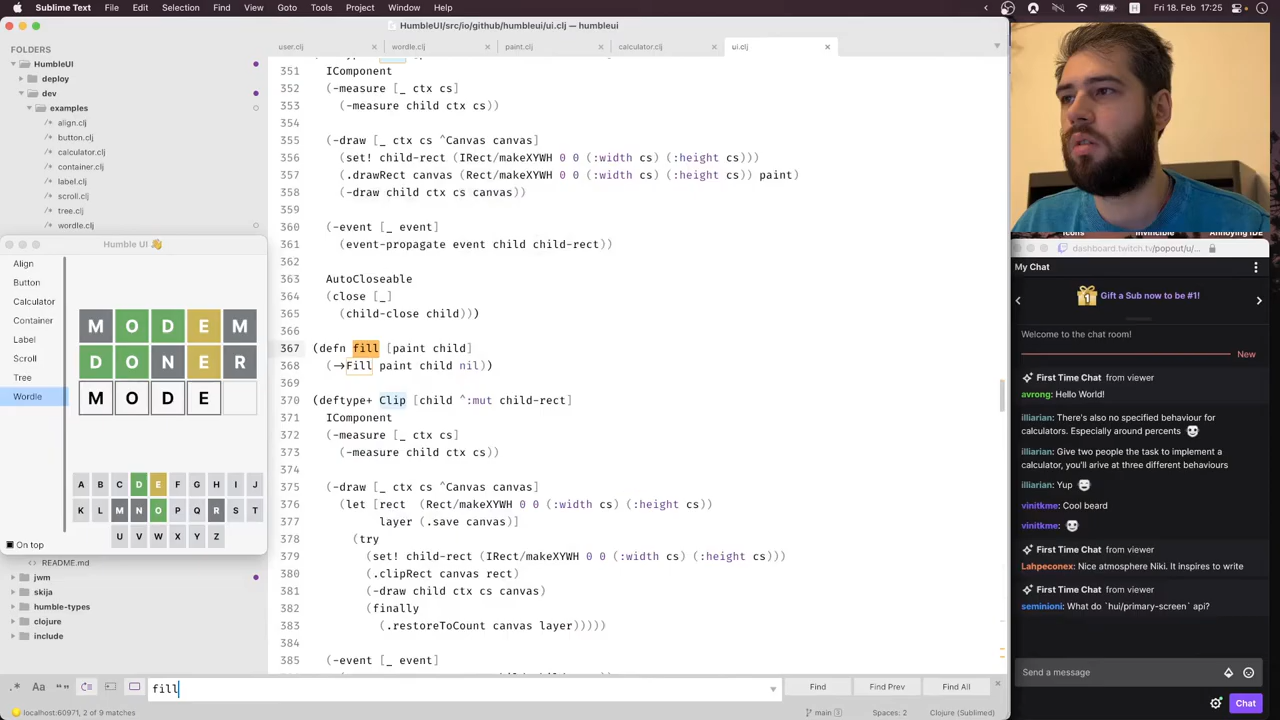 Sublime Text File Edit Selection Find View Goto Tools Project Window Help
Fri 18. Feb 17:25
HumbleUI/src/io/github/humbleui/ui.clj — humbleui
FOLDERS
HumbleUI
deploy
dev
examples
align.clj
button.clj
calculator.clj
container.clj
label.clj
scroll.clj
tree.clj
wordle.clj
Humble UI 👋
Align
Button
Calculator
Container
Label
Scroll
Tree
Wordle
On top
M O D E M
D O N E R
M O D E
A B C D E F G H I J
K L M N O P Q R S T
U V W X Y Z
README.md
jwm
skija
humble-types
clojure
include
user.clj
wordle.clj
paint.clj
calculator.clj
ui.clj
351 IComponent
352 (-measure [_ ctx cs]
353 (-measure child ctx cs))
354
355 (-draw [_ ctx cs ^Canvas canvas]
356 (set! child-rect (IRect/makeXYWH 0 0 (:width cs) (:height cs)))
357 (.drawRect canvas (Rect/makeXYWH 0 0 (:width cs) (:height cs)) paint)
358 (-draw child ctx cs canvas))
359
360 (-event [_ event]
361 (event-propagate event child child-rect))
362
363 AutoCloseable
364 (close [_]
365 (child-close child)))
366
367 (defn fill [paint child]
368 (->Fill paint child nil))
369
370 (deftype+ Clip [child ^:mut child-rect]
371 IComponent
372 (-measure [_ ctx cs]
373 (-measure child ctx cs))
374
375 (-draw [_ ctx cs ^Canvas canvas]
376 (let [rect (Rect/makeXYWH 0 0 (:width cs) (:height cs))
377 layer (.save canvas)]
378 (try
379 (set! child-rect (IRect/makeXYWH 0 0 (:width cs) (:height cs)))
380 (.clipRect canvas rect)
381 (-draw child ctx cs canvas)
382 (finally
383 (.restoreToCount canvas layer)))))
384
385 (-event [_ event]
.* Aa “”
fill
Find
Find Prev
Find All
localhost:60971, 2 of 9 matches
main 3
Spaces: 2
Clojure (Sublimed)
Icons
Invincible
Annoying IDE
dashboard.twitch.tv/popout/u/...
My Chat
1 Gift a Sub now to be #1!
Welcome to the chat room!
New
First Time Chat from viewer
avrong: Hello World!
illiarian: There's also no specified behaviour for
calculators. Especially around percents
illiarian: Give two people the task to implement a
calculator, you'll arive at three different behaviours
illiarian: Yup
vinitkme: Cool beard
vinitkme:
First Time Chat from viewer
Lahpeconex: Nice atmosphere Niki. It inspires to write
First Time Chat from viewer
seminioni: What do `hui/primary-screen` api?
Send a message
Chat